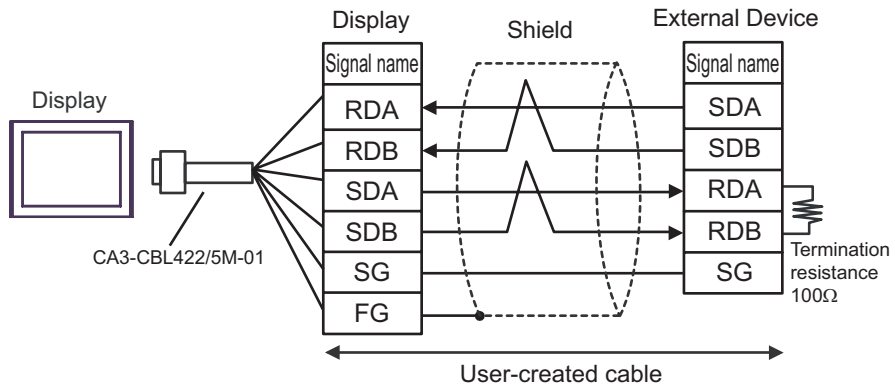 Display
Shield
External Device
Signal name
Signal name
Display
RDA
SDA
RDB
SDB
SDA
RDA
SDB
RDB
CA3-CBL422/5M-01
SG
SG
Termination
resistance
100Ω
FG
User-created cable